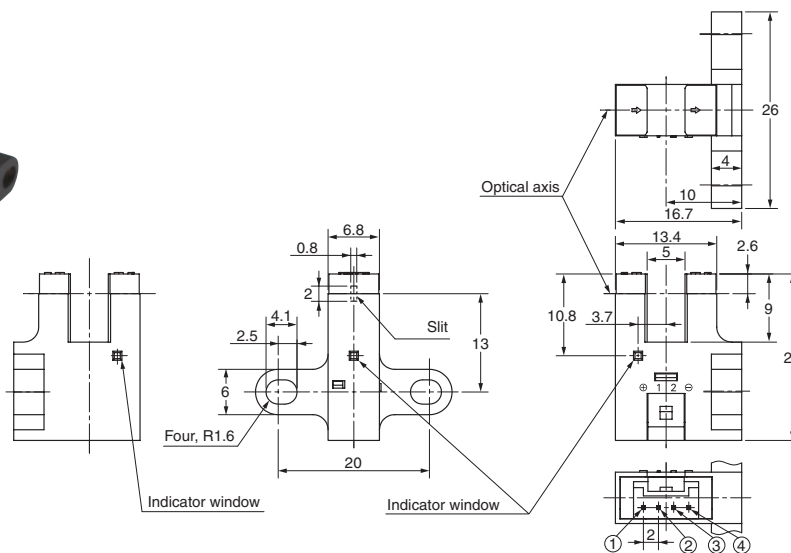 26
4
10
16.7
Optical axis
6.8
0.8
2
4.1
2.5
Slit
13
6
Four, R1.6
20
Indicator window
Indicator window
13.4
5
2.6
10.8
3.7
9
⊕ 1 2 ⊖
2
① ② ③ ④